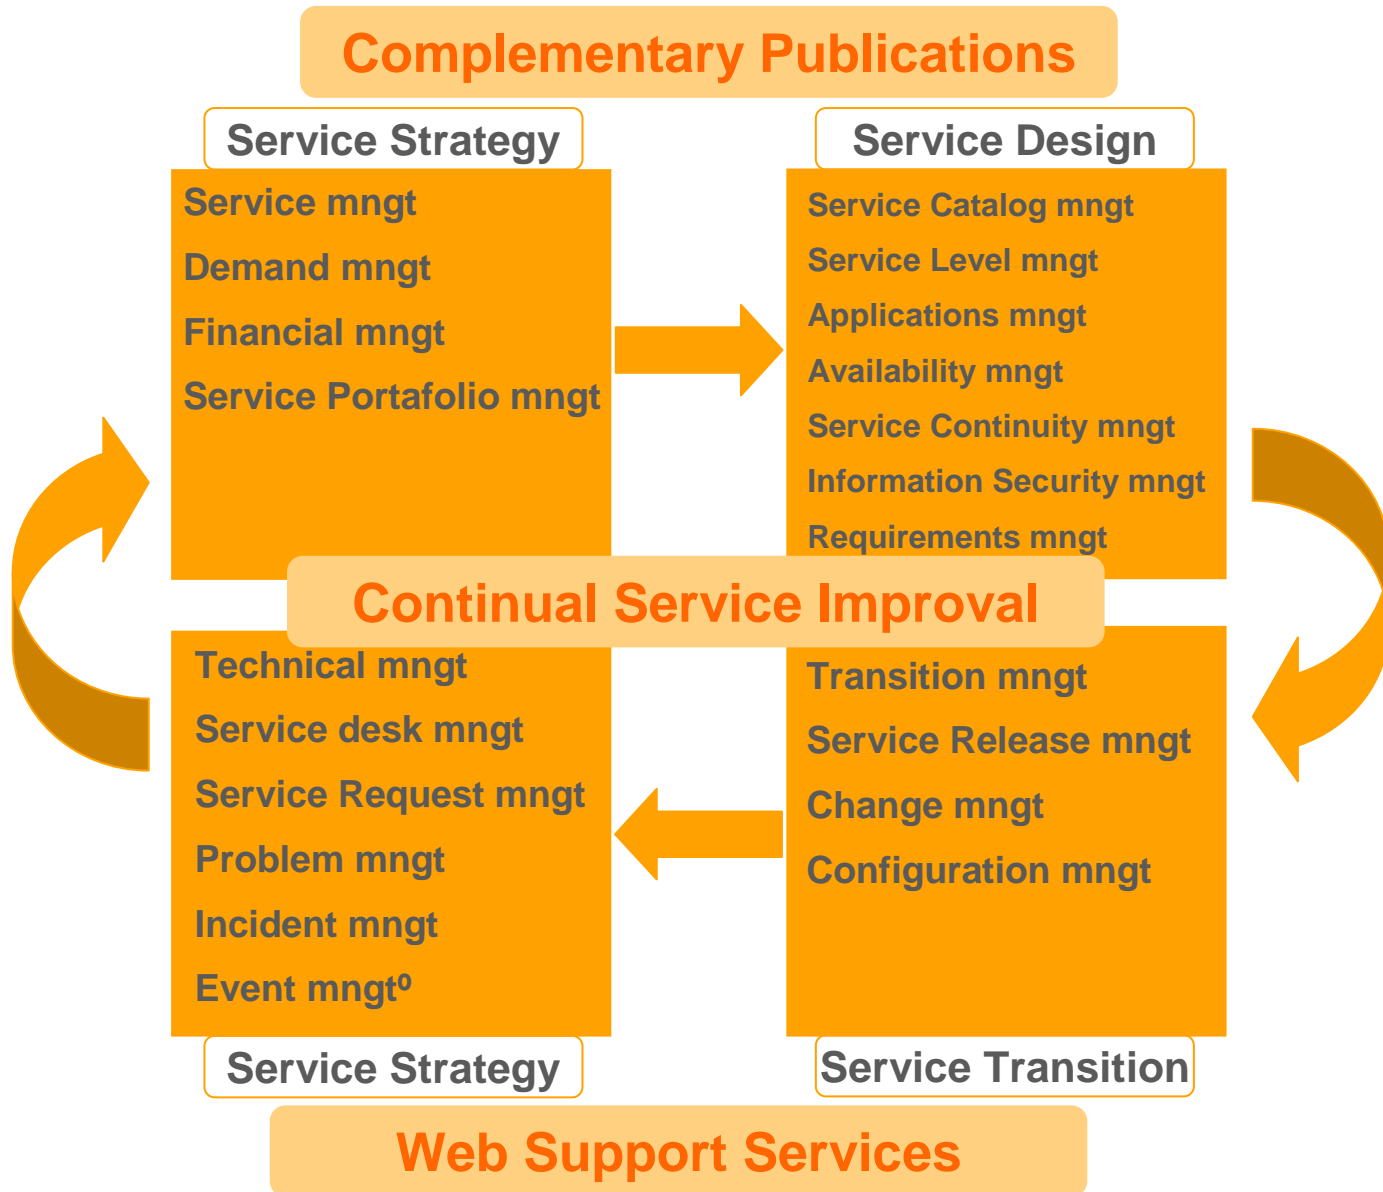 Complementary Publications
Service Strategy
Service mngt
Demand mngt
Financial mngt
Service Portafolio mngt
Service Design
Service Catalog mngt
Service Level mngt
Applications mngt
Availability mngt
Service Continuity mngt
Information Security mngt
Requirements mngt
Continual Service Improval
Technical mngt
Service desk mngt
Service Request mngt
Problem mngt
Incident mngt
Event mngtº
Service Strategy
Transition mngt
Service Release mngt
Change mngt
Configuration mngt
Service Transition
Web Support Services